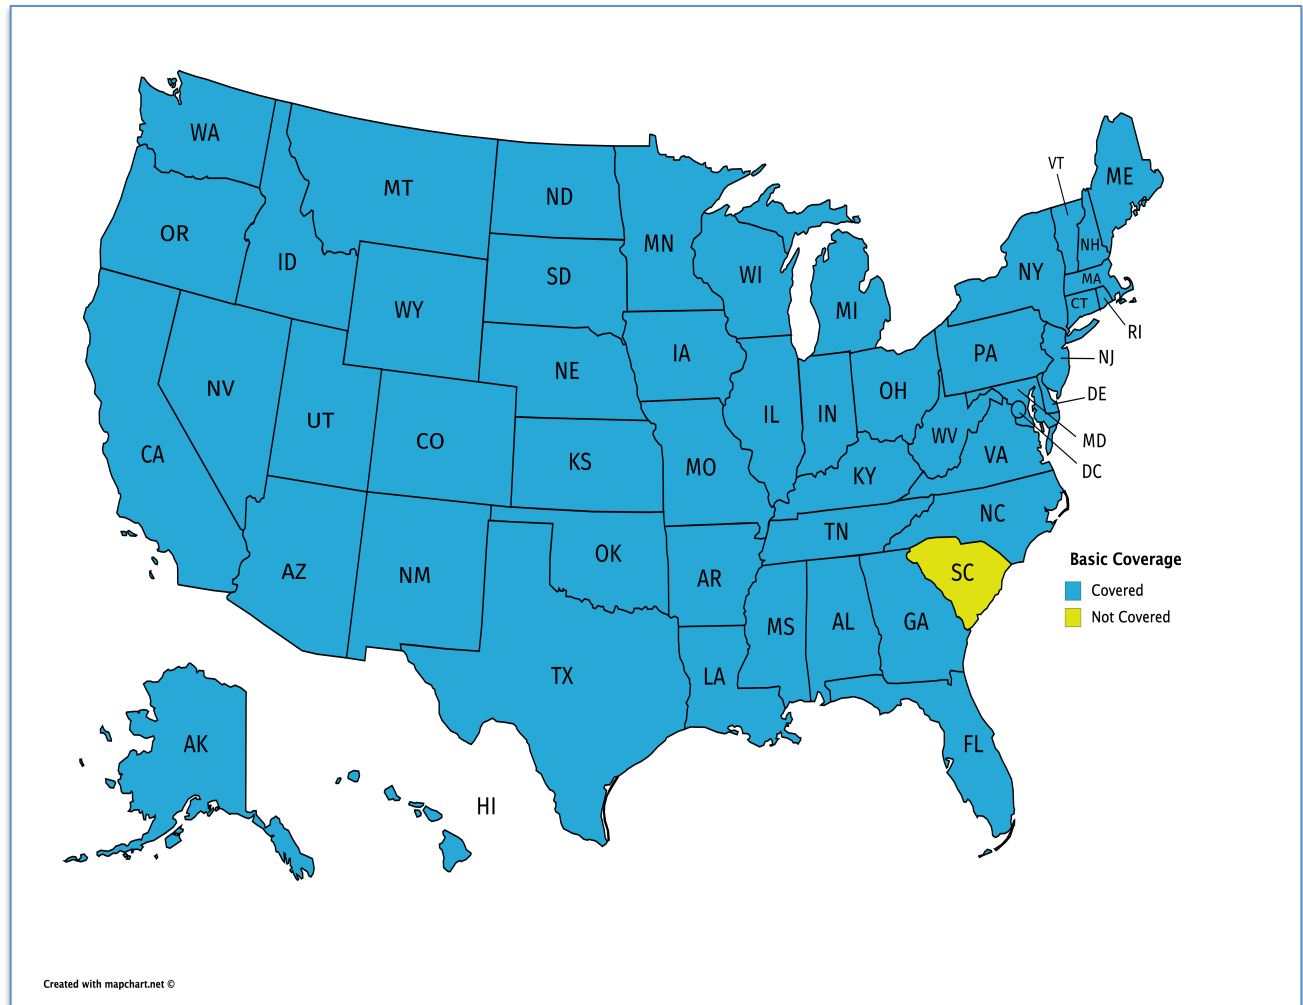 WA
MT
ND
MN
VT
ME
OR
ID
SD
WI
MI
NY
NH
MA
CT
RI
WY
NE
IA
PA
NJ
NV
UT
CO
KS
MO
IL
IN
OH
WV
VA
DE
MD
DC
CA
KY
AZ
NM
OK
AR
TN
NC
SC
MS
AL
GA
TX
LA
FL
AK
HI
Basic Coverage
Covered
Not Covered
Created with mapchart.net ©